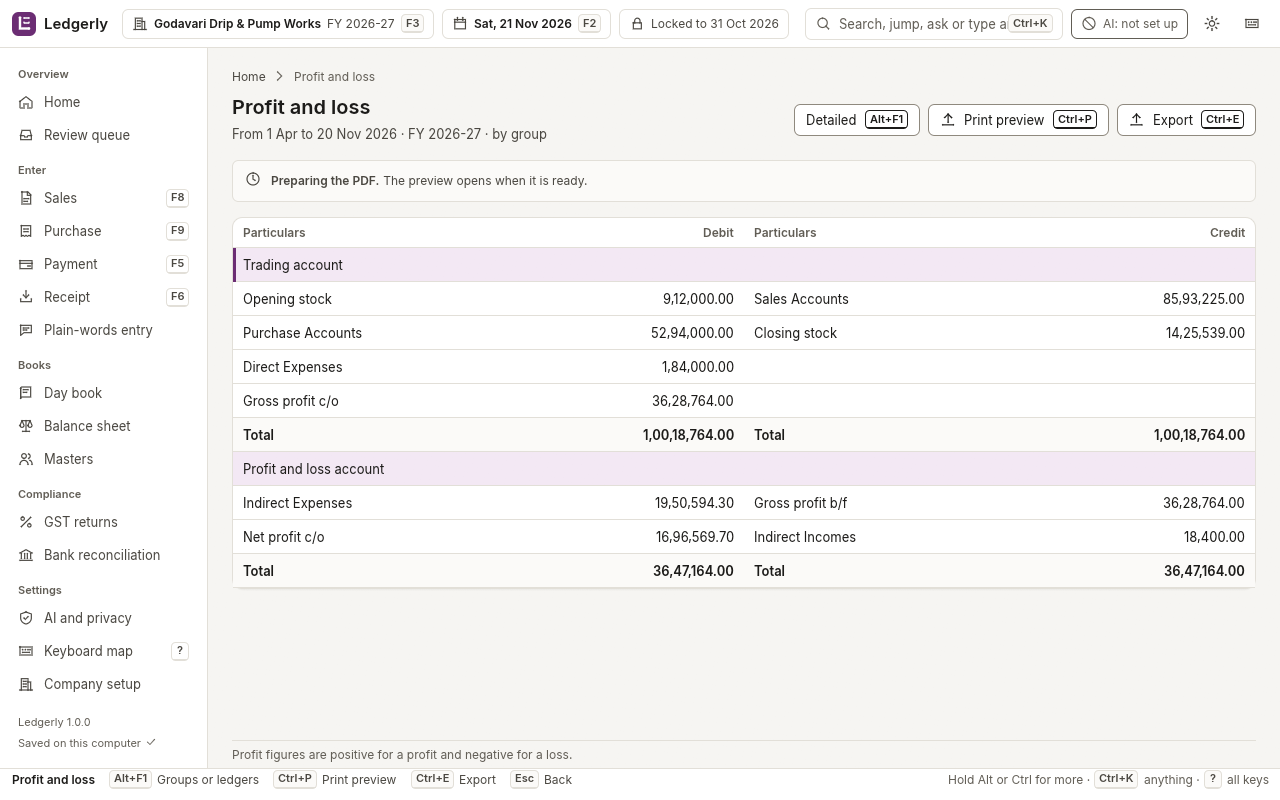 Ledgerly
Godavari Drip & Pump Works FY 2026-27 F3
Sat, 21 Nov 2026 F2
Locked to 31 Oct 2026
Search, jump, ask or type a Ctrl+K
AI: not set up
Overview
Home
Review queue
Enter
Sales F8
Purchase F9
Payment F5
Receipt F6
Plain-words entry
Books
Day book
Balance sheet
Masters
Compliance
GST returns
Bank reconciliation
Settings
AI and privacy
Keyboard map ?
Company setup
Ledgerly 1.0.0
Saved on this computer
Home Profit and loss
Profit and loss
From 1 Apr to 20 Nov 2026 · FY 2026-27 · by group
Detailed Alt+F1
Print preview Ctrl+P
Export Ctrl+E
Preparing the PDF. The preview opens when it is ready.
Particulars Debit Particulars Credit
Trading account
Opening stock 9,12,000.00 Sales Accounts 85,93,225.00
Purchase Accounts 52,94,000.00 Closing stock 14,25,539.00
Direct Expenses 1,84,000.00
Gross profit c/o 36,28,764.00
Total 1,00,18,764.00 Total 1,00,18,764.00
Profit and loss account
Indirect Expenses 19,50,594.30 Gross profit b/f 36,28,764.00
Net profit c/o 16,96,569.70 Indirect Incomes 18,400.00
Total 36,47,164.00 Total 36,47,164.00
Profit figures are positive for a profit and negative for a loss.
Profit and loss Alt+F1 Groups or ledgers Ctrl+P Print preview Ctrl+E Export Esc Back
Hold Alt or Ctrl for more · Ctrl+K anything · ? all keys